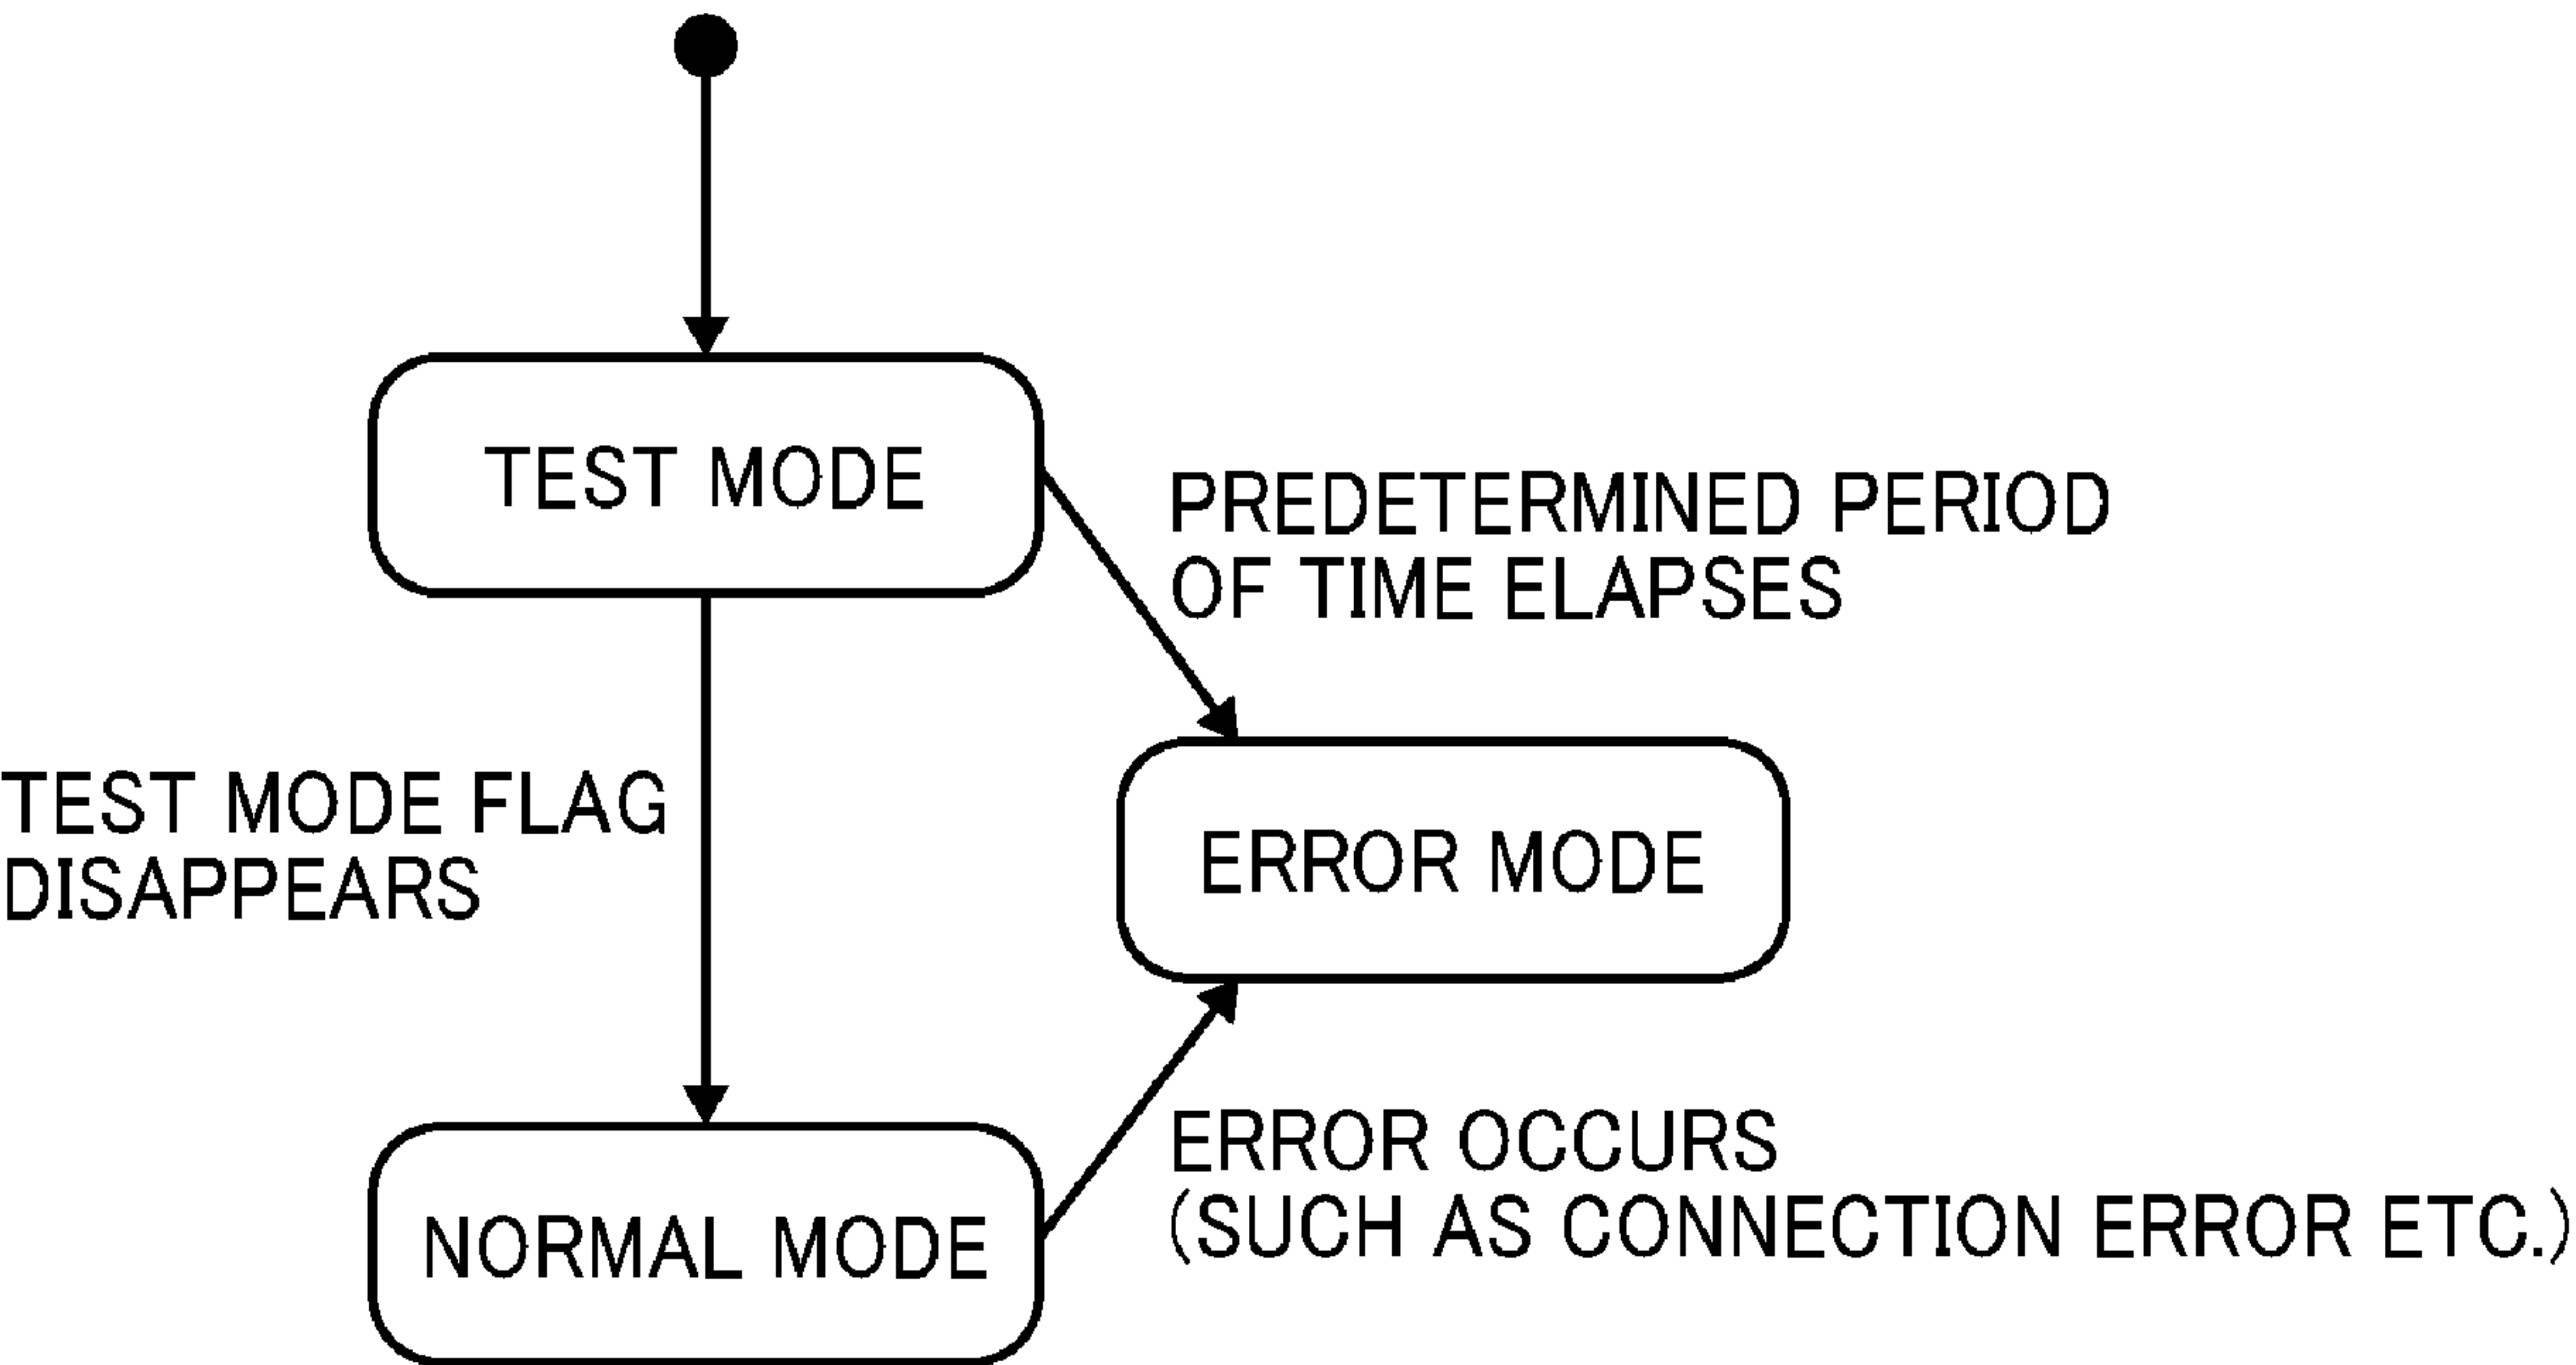 TEST MODE
PREDETERMINED PERIOD
OF TIME ELAPSES
TEST MODE FLAG
DISAPPEARS
ERROR MODE
ERROR OCCURS
(SUCH AS CONNECTION ERROR ETC.)
NORMAL MODE